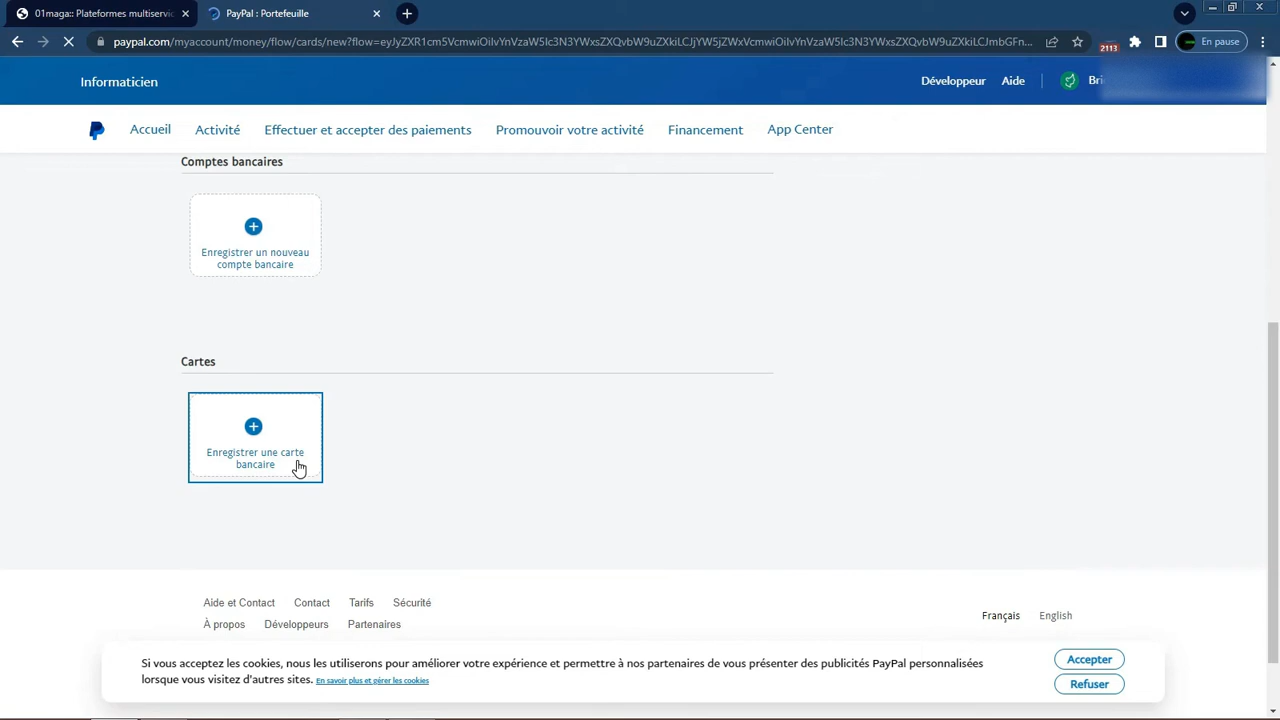 01maga:: Plateformes multiservic
PayPal : Portefeuille
paypal.com/myaccount/money/flow/cards/new?flow=
2113
En pause
Informaticien
Développeur
Aide
Accueil
Activité
Effectuer et accepter des paiements
Promouvoir votre activité
Financement
App Center
Comptes bancaires
Enregistrer un nouveau
compte bancaire
Cartes
Enregistrer une carte
bancaire
Aide et Contact
Contact
Tarifs
Sécurité
À propos
Développeurs
Partenaires
Français
English
Si vous acceptez les cookies, nous les utiliserons pour améliorer votre expérience et permettre à nos partenaires de vous présenter des publicités PayPal personnalisées
lorsque vous visitez d'autres sites. En savoir plus et gérer les cookies
Accepter
Refuser